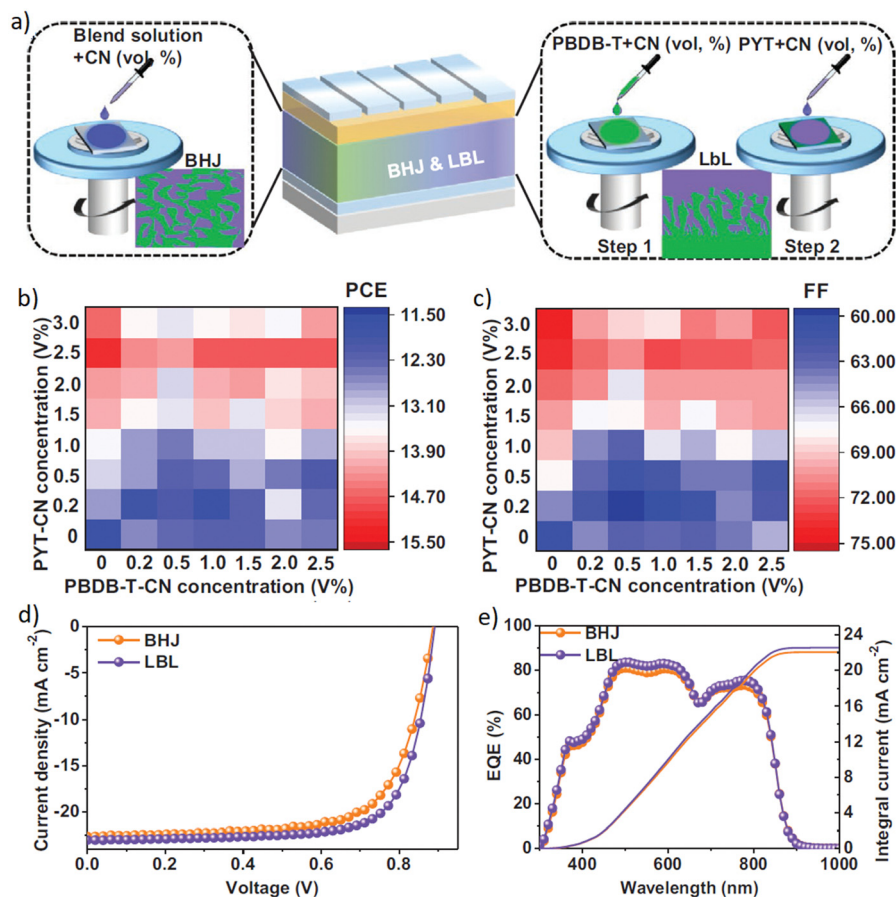 a)
Blend solution
+CN (vol, %)
BHJ
BHJ & LBL
PBDB-T+CN (vol, %)
PYT+CN (vol, %)
LbL
Step 1
Step 2
b)
PCE
PYT-CN concentration (V%)
3.0
2.5
2.0
1.5
1.0
0.5
0.2
0
0 0.2 0.5 1.0 1.5 2.0 2.5
PBDB-T-CN concentration (V%)
11.50
12.30
13.10
13.90
14.70
15.50
c)
FF
PYT-CN concentration (V%)
3.0
2.5
2.0
1.5
1.0
0.5
0.2
0
0 0.2 0.5 1.0 1.5 2.0 2.5
PBDB-T-CN concentration (V%)
60.00
63.00
66.00
69.00
72.00
75.00
d)
BHJ
LBL
Current density (mA cm-2)
0
-5
-10
-15
-20
0.0 0.2 0.4 0.6 0.8
Voltage (V)
e)
BHJ
LBL
EQE (%)
100
80
60
40
20
0
400 600 800 1000
Wavelength (nm)
24
20
16
12
8
4
0
Integral current (mA cm-2)